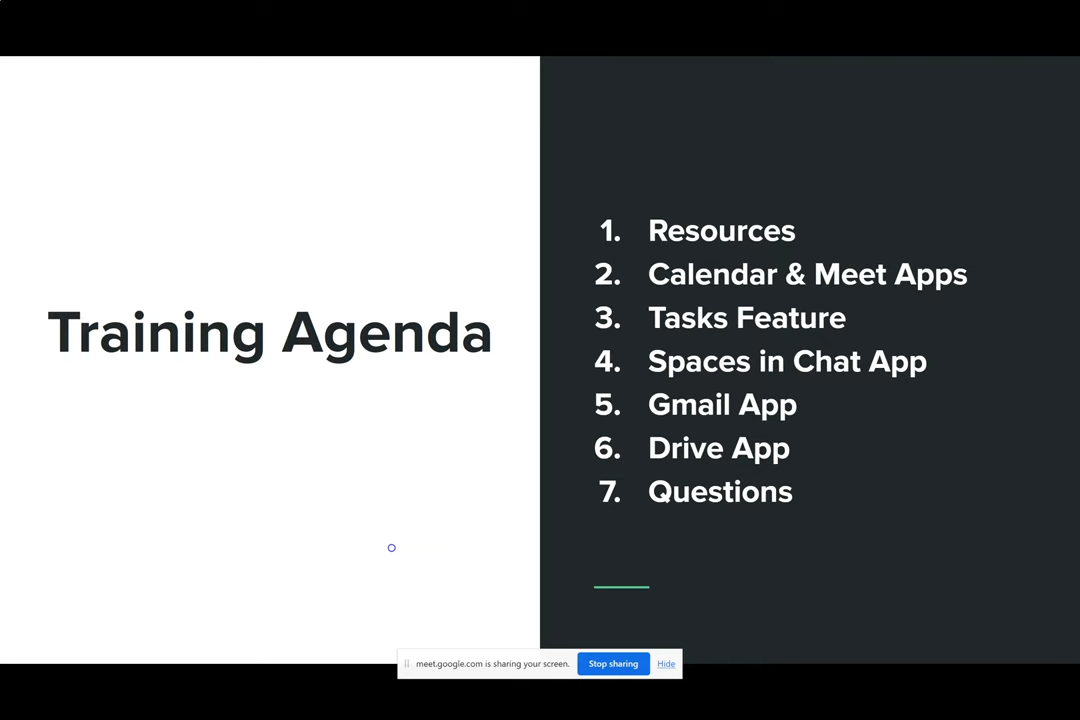 Training Agenda
1. Resources
2. Calendar & Meet Apps
3. Tasks Feature
4. Spaces in Chat App
5. Gmail App
6. Drive App
7. Questions
meet.google.com is sharing your screen. Stop sharing Hide